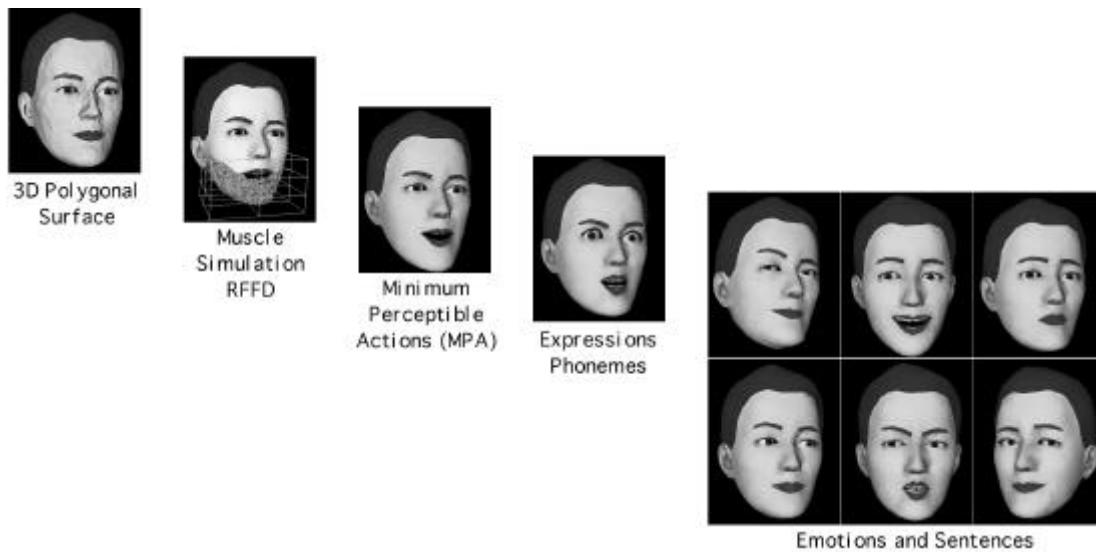 3D Polygonal
Surface
Muscle
Simulation
RFFD
Minimum
Perceptible
Actions (MPA)
Expressions
Phonemes
Emotions and Sentences